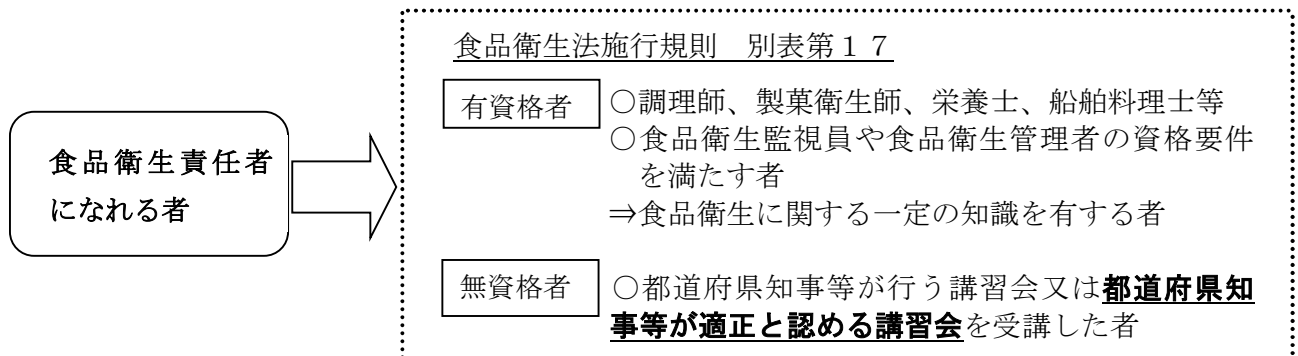 食品衛生責任者
になれる者
食品衛生法施行規則　別表第１７
有資格者
○調理師、製菓衛生師、栄養士、船舶料理士等
○食品衛生監視員や食品衛生管理者の資格要件
を満たす者
⇒食品衛生に関する一定の知識を有する者
無資格者
○都道府県知事等が行う講習会又は都道府県知
事等が適正と認める講習会を受講した者